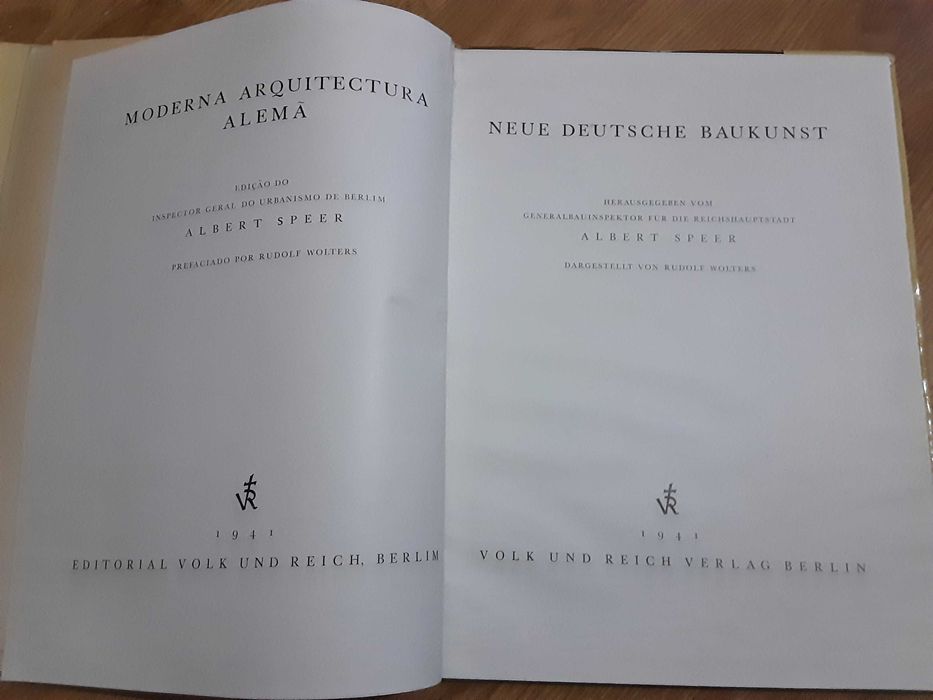 MODERNA ARQUITECTURA
ALEMÃ
EDIÇÃO DO
INSPECTOR GERAL DO URBANISMO DE BERLIM
ALBERT SPEER
PREFACIADO POR RUDOLF WOLTERS
VR
1941
EDITORIAL VOLK UND REICH, BERLIM
NEUE DEUTSCHE BAUKUNST
HERAUSGEGEBEN VOM
GENERALBAUINSPEKTOR FÜR DIE REICHSHAUPTSTADT
ALBERT SPEER
DARGESTELLT VON RUDOLF WOLTERS
VR
1941
VOLK UND REICH VERLAG BERLIN